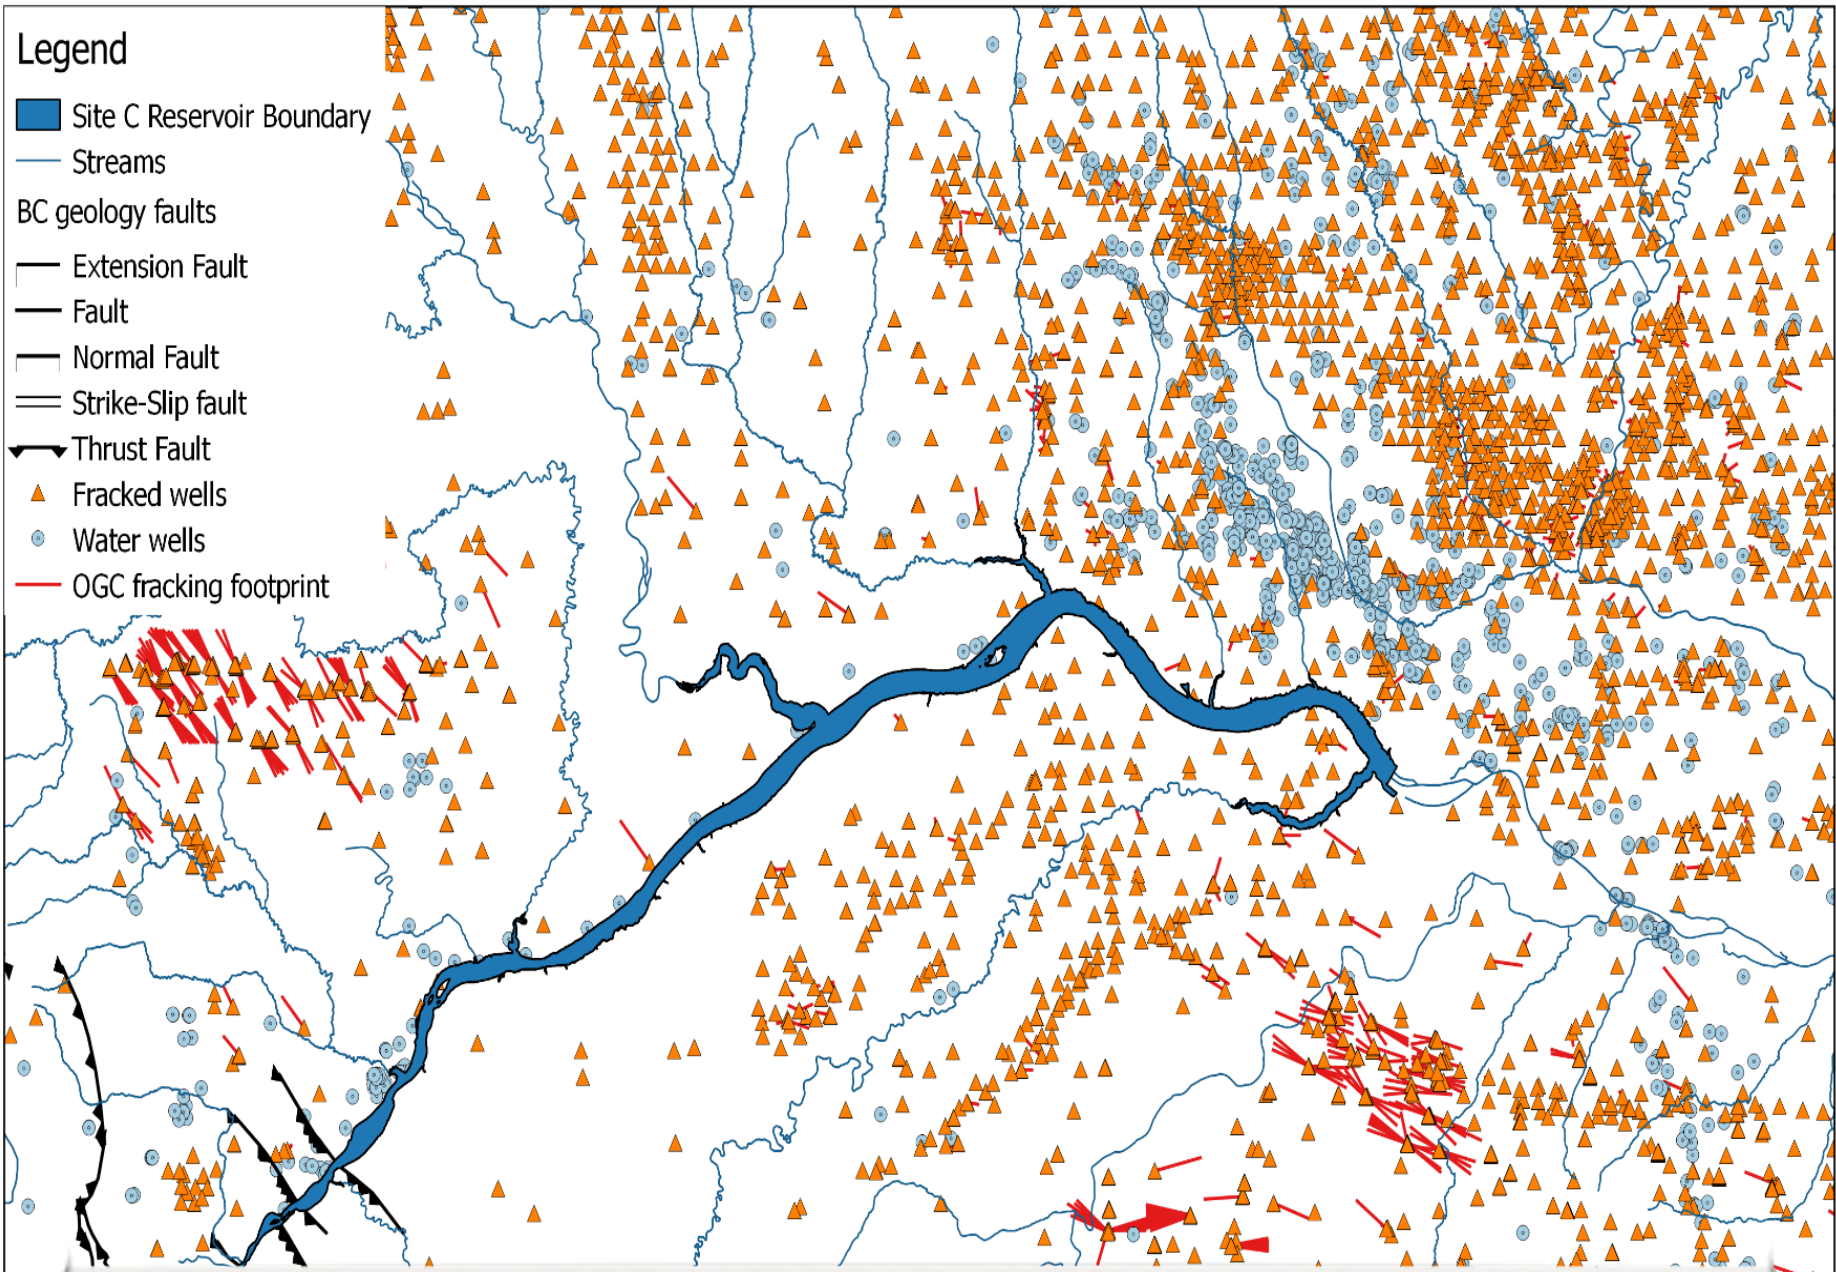 Legend
Site C Reservoir Boundary
Streams
BC geology faults
Extension Fault
Fault
Normal Fault
Strike-Slip fault
Thrust Fault
Fracked wells
Water wells
OGC fracking footprint